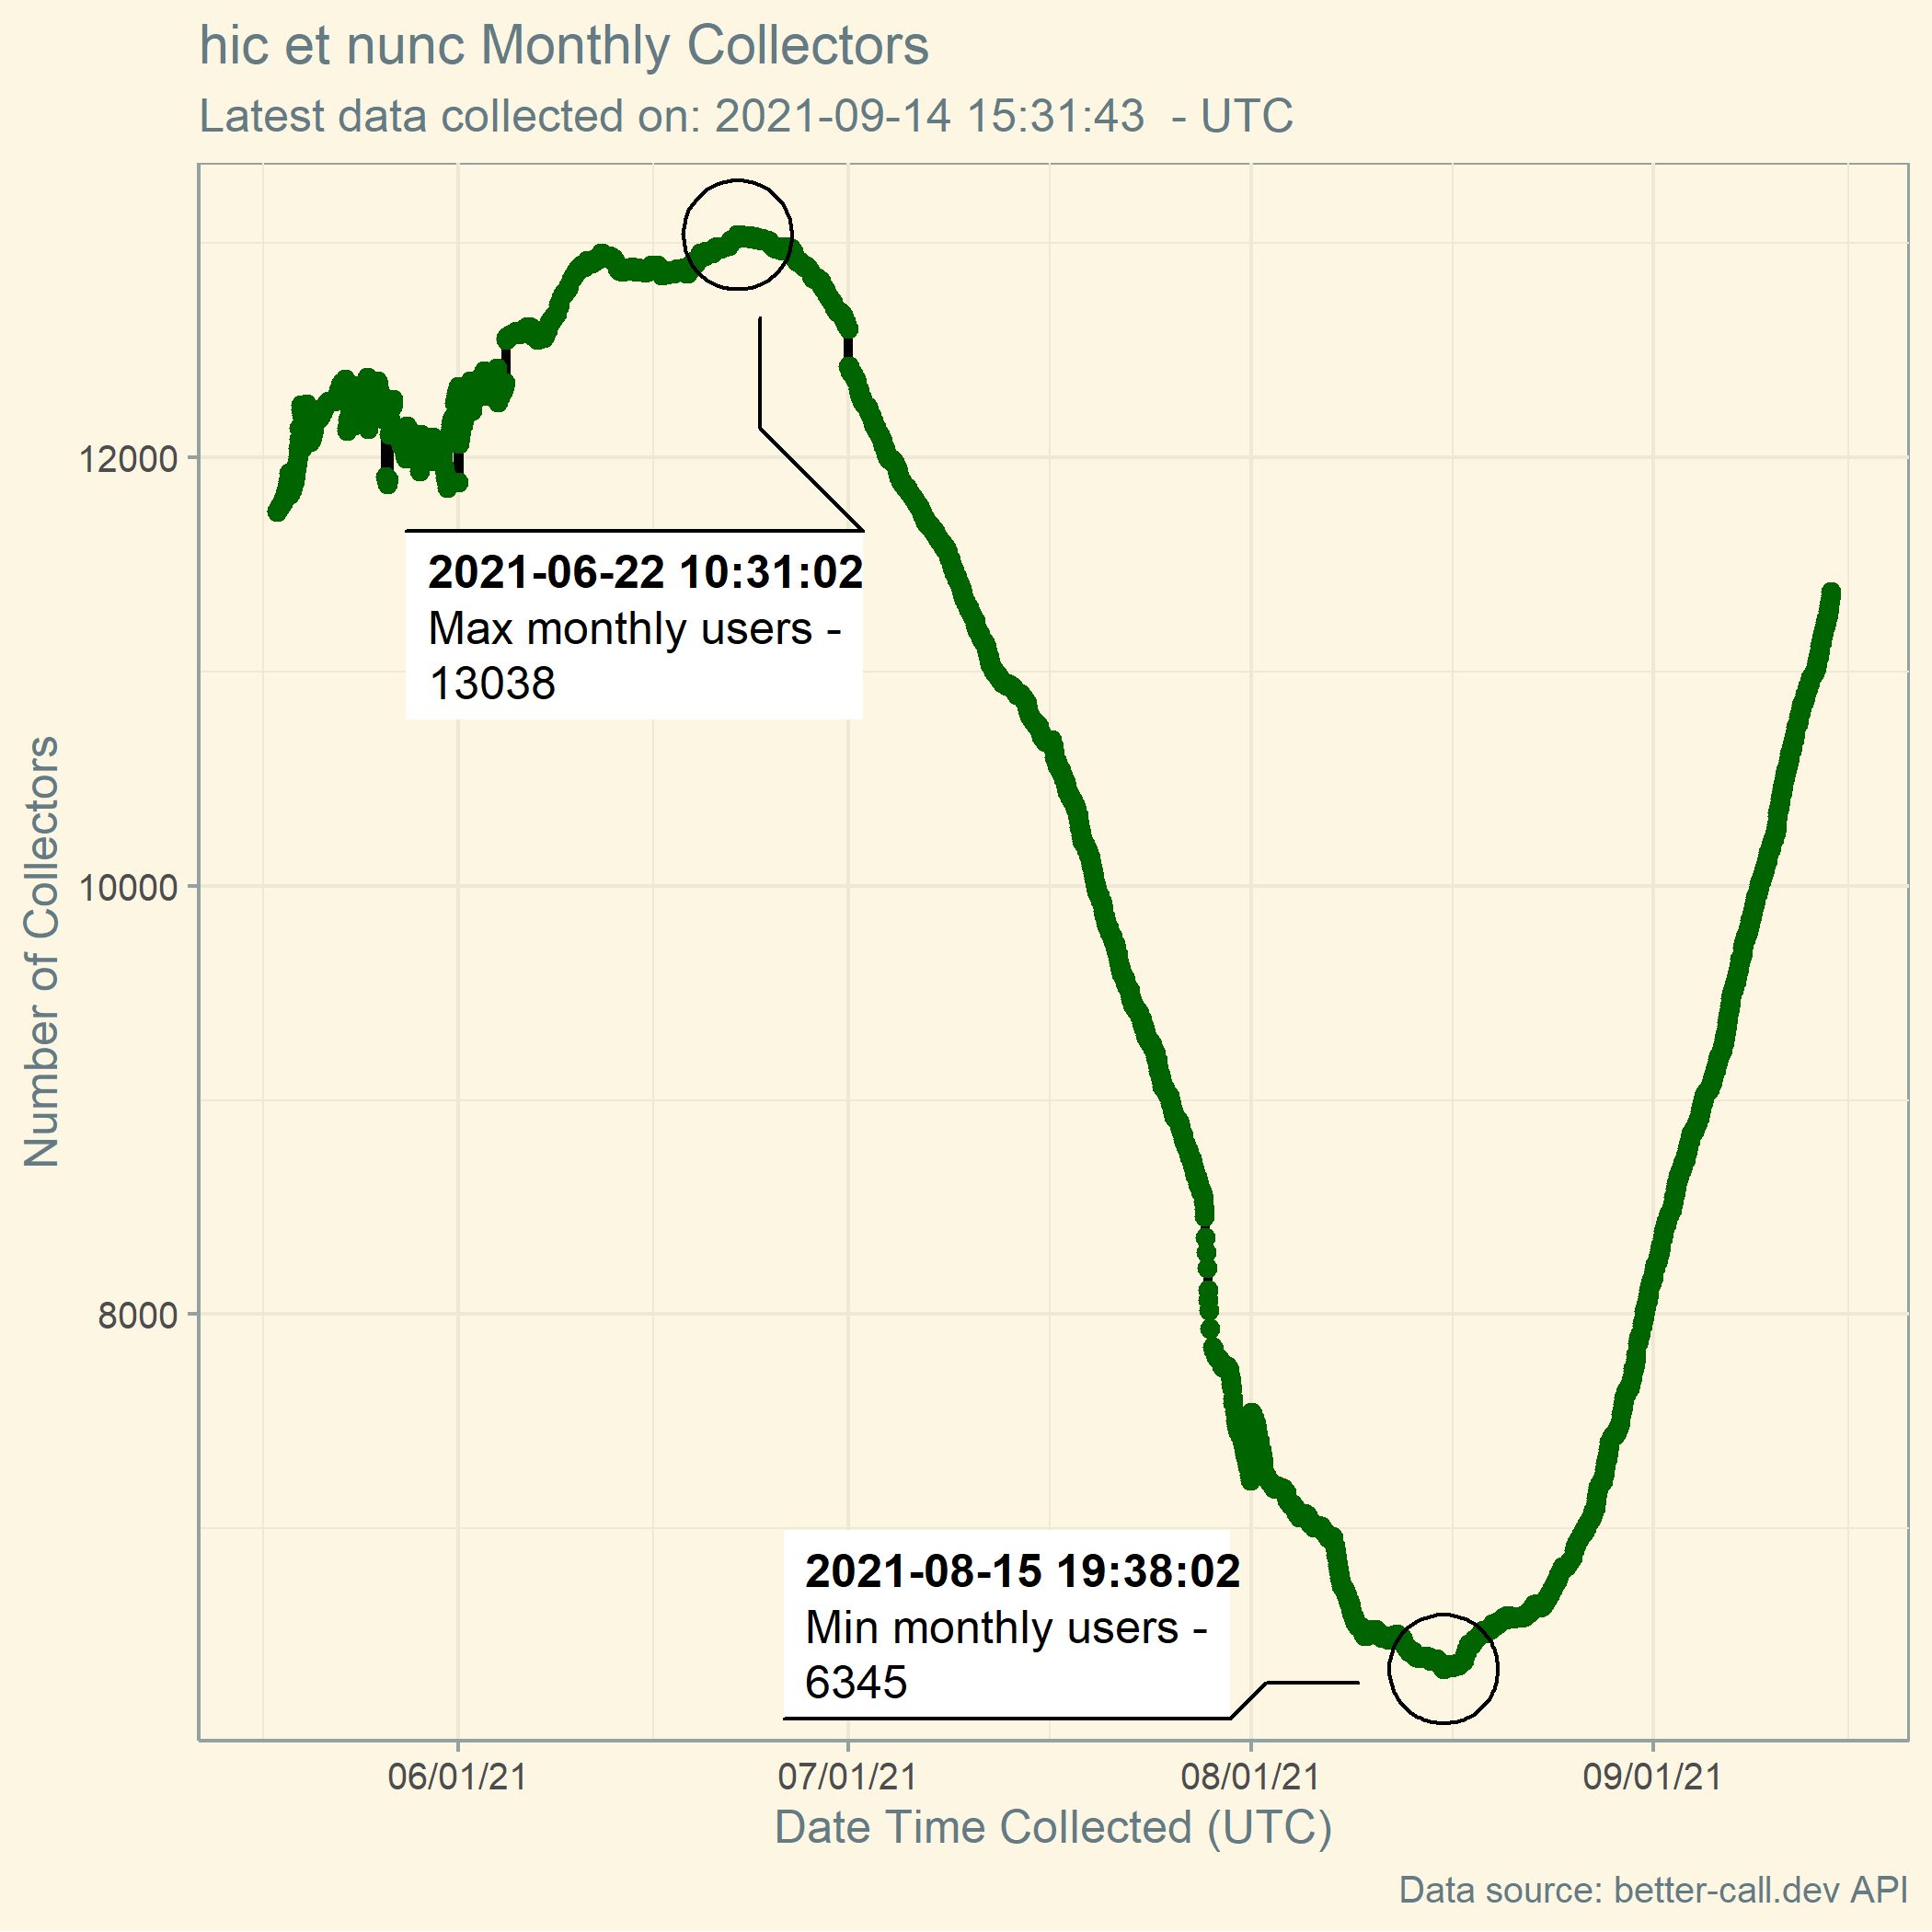 hic et nunc Monthly Collectors
Latest data collected on: 2021-09-14 15:31:43  - UTC
Number of Collectors
12000
10000
8000
2021-06-22 10:31:02
Max monthly users -
13038
2021-08-15 19:38:02
Min monthly users -
6345
06/01/21 07/01/21 08/01/21 09/01/21
Date Time Collected (UTC)
Data source: better-call.dev API